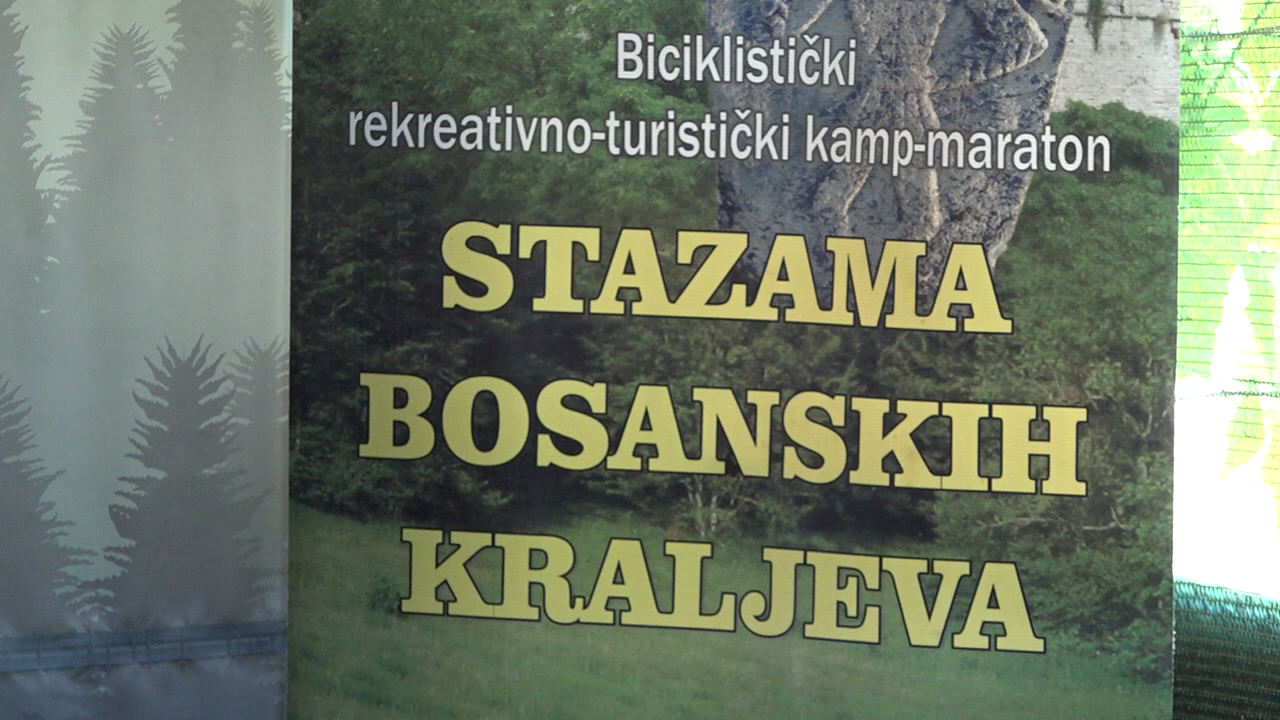 Biciklistički
rekreativno-turistički kamp-maraton
STAZAMA
BOSANSKIH
KRALJEVA